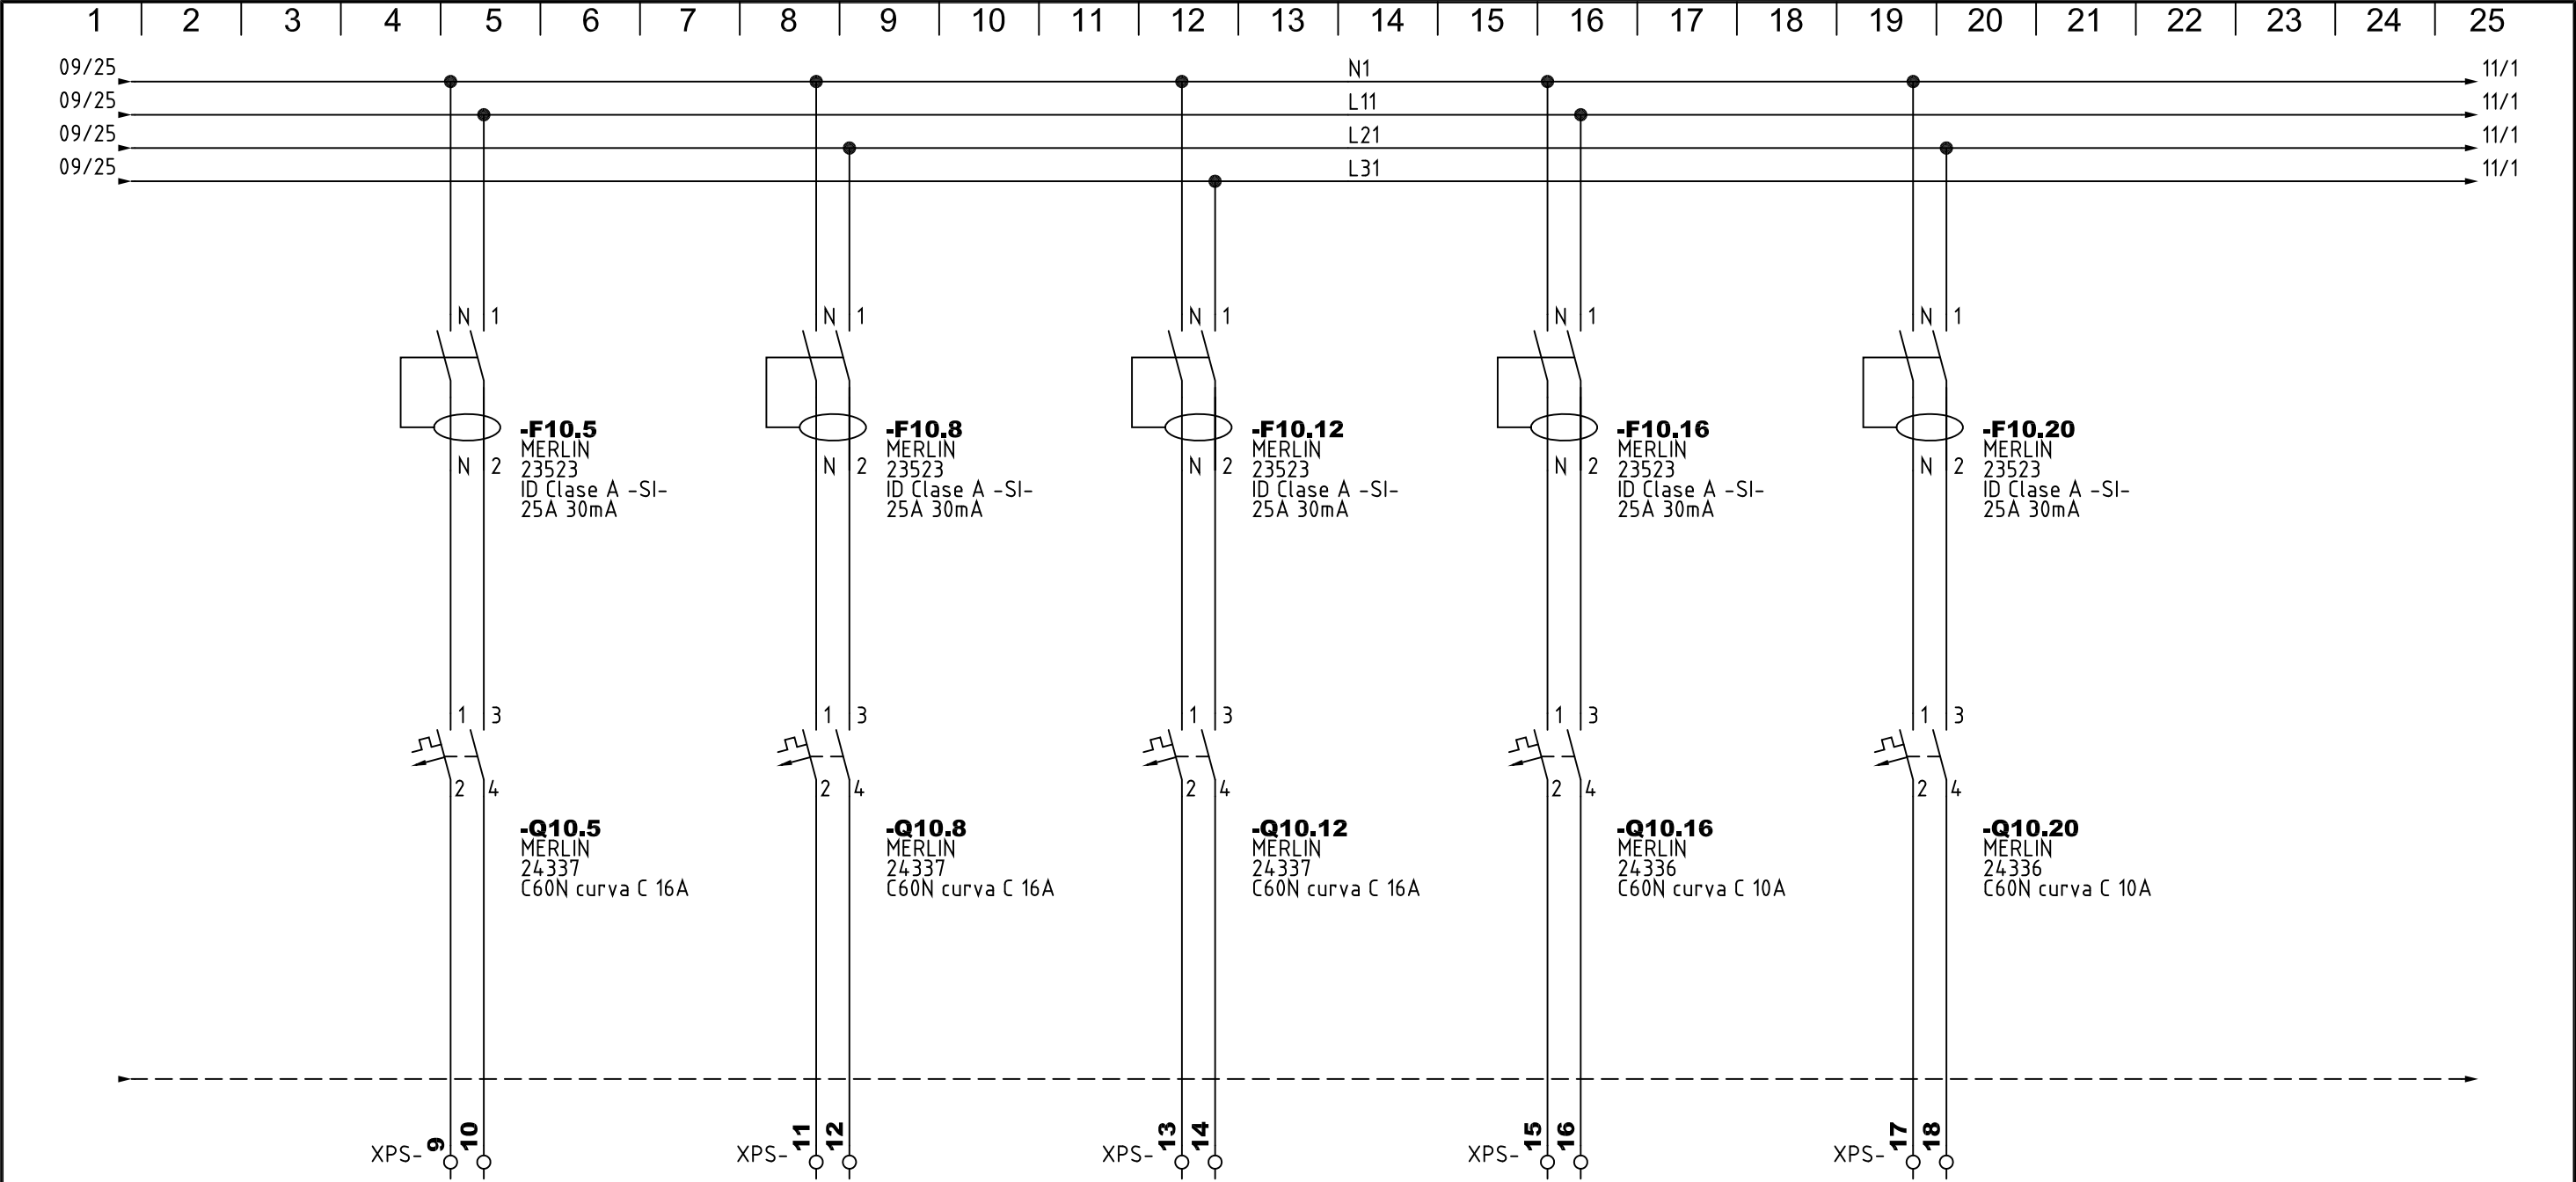 1 2 3 4 5 6 7 8 9 10 11 12 13 14 15 16 17 18 19 20 21 22 23 24 25
09/25 N1 11/1
09/25 L11 11/1
09/25 L21 11/1
09/25 L31 11/1
N 1 N 1 N 1 N 1 N 1
-F10.5 -F10.8 -F10.12 -F10.16 -F10.20
MERLIN MERLIN MERLIN MERLIN MERLIN
N 2 23523 N 2 23523 N 2 23523 N 2 23523 N 2 23523
ID Clase A -SI- ID Clase A -SI- ID Clase A -SI- ID Clase A -SI- ID Clase A -SI-
25A 30mA 25A 30mA 25A 30mA 25A 30mA 25A 30mA
1 3 1 3 1 3 1 3 1 3
2 4 2 4 2 4 2 4 2 4
-Q10.5 -Q10.8 -Q10.12 -Q10.16 -Q10.20
MERLIN MERLIN MERLIN MERLIN MERLIN
24337 24337 24337 24336 24336
C60N curva C 16A C60N curva C 16A C60N curva C 16A C60N curva C 10A C60N curva C 10A
XPS- 9 10 XPS- 11 12 XPS- 13 14 XPS- 15 16 XPS- 17 18